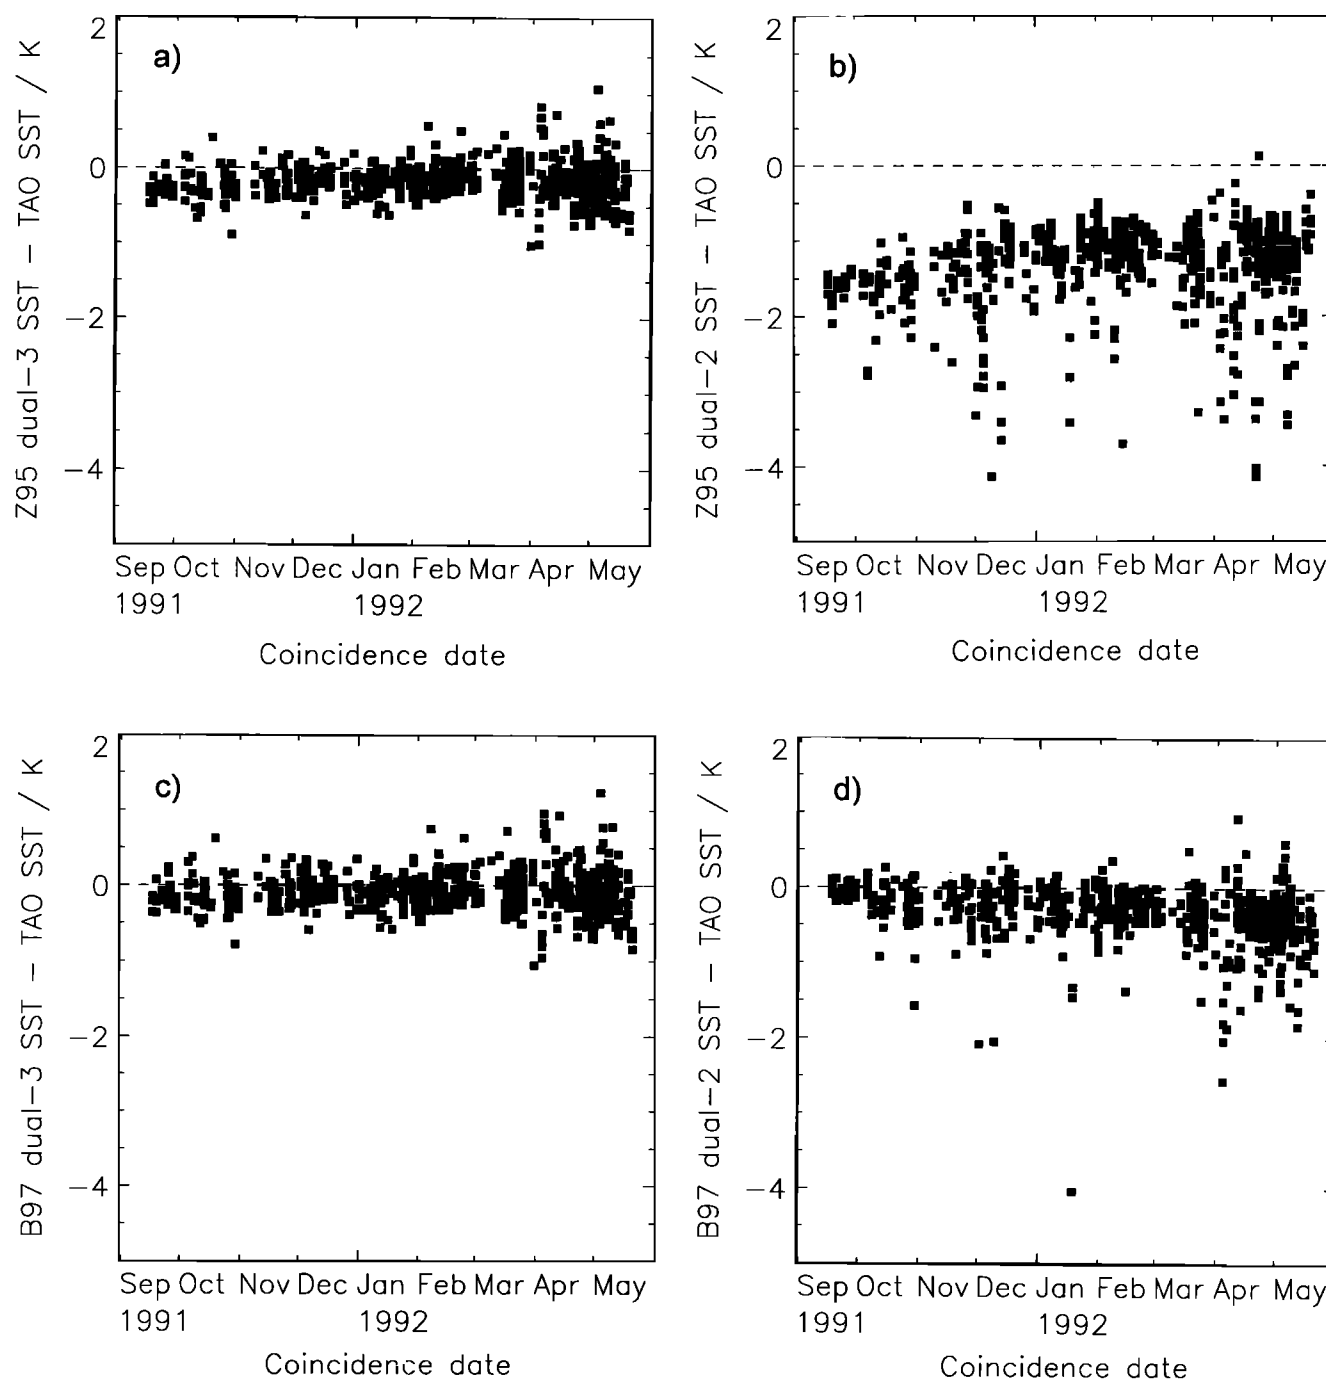 a)
2
0
−2
−4
Z95 dual−3 SST − TAO SST / K
Sep Oct Nov Dec Jan Feb Mar Apr May
1991 1992
Coincidence date
b)
2
0
−2
−4
Z95 dual−2 SST − TAO SST / K
Sep Oct Nov Dec Jan Feb Mar Apr May
1991 1992
Coincidence date
c)
2
0
−2
−4
B97 dual−3 SST − TAO SST / K
Sep Oct Nov Dec Jan Feb Mar Apr May
1991 1992
Coincidence date
d)
2
0
−2
−4
B97 dual−2 SST − TAO SST / K
Sep Oct Nov Dec Jan Feb Mar Apr May
1991 1992
Coincidence date